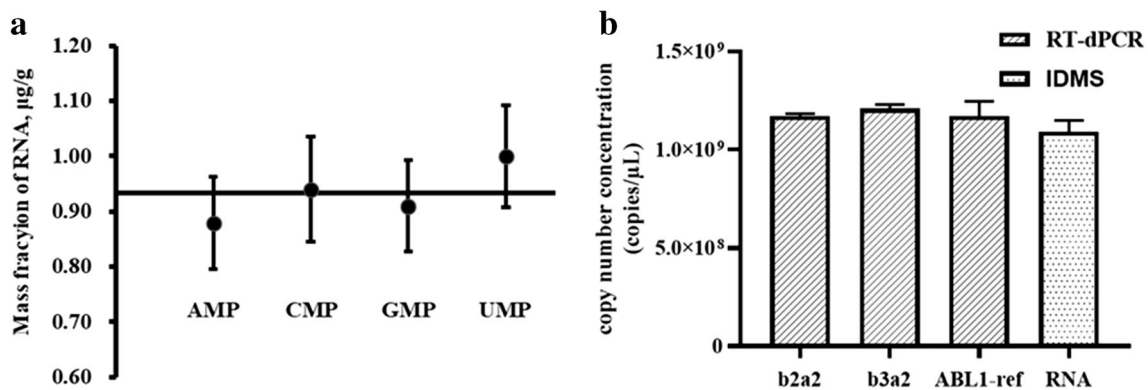 a
Mass fracyion of RNA, μg/g
1.20
1.10
1.00
0.90
0.80
0.70
0.60
AMP CMP GMP UMP
b
copy number concentration
(copies/μL)
1.5×10⁹
1.0×10⁹
5.0×10⁸
0
RT-dPCR
IDMS
b2a2 b3a2 ABL1-ref RNA